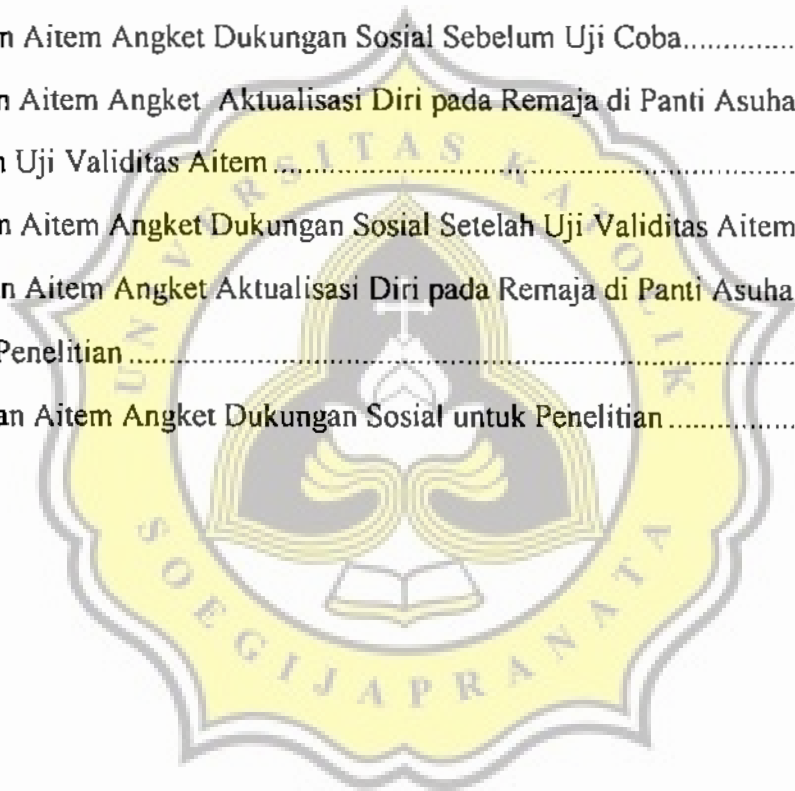 n Aitem Angket Dukungan Sosial Sebelum Uji Coba...............
n Aitem Angket Aktualisasi Diri pada Remaja di Panti Asuha
n Uji Validitas Aitem
n Aitem Angket Dukungan Sosial Setelah Uji Validitas Aitem
n Aitem Angket Aktualisasi Diri pada Remaja di Panti Asuha
Penelitian
an Aitem Angket Dukungan Sosial untuk Penelitian
UNIVERSITAS KATOLIK
SOEGIJAPRANATA